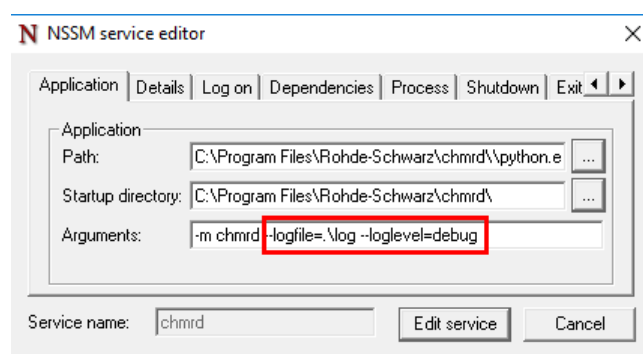 N NSSM service editor
Application Details Log on Dependencies Process Shutdown Exit
Application
Path: C:\Program Files\Rohde-Schwarz\chmrd\\python.e ...
Startup directory: C:\Program Files\Rohde-Schwarz\chmrd\ ...
Arguments: -m chmrd --logfile=.\log --loglevel=debug
Service name: chmrd Edit service Cancel